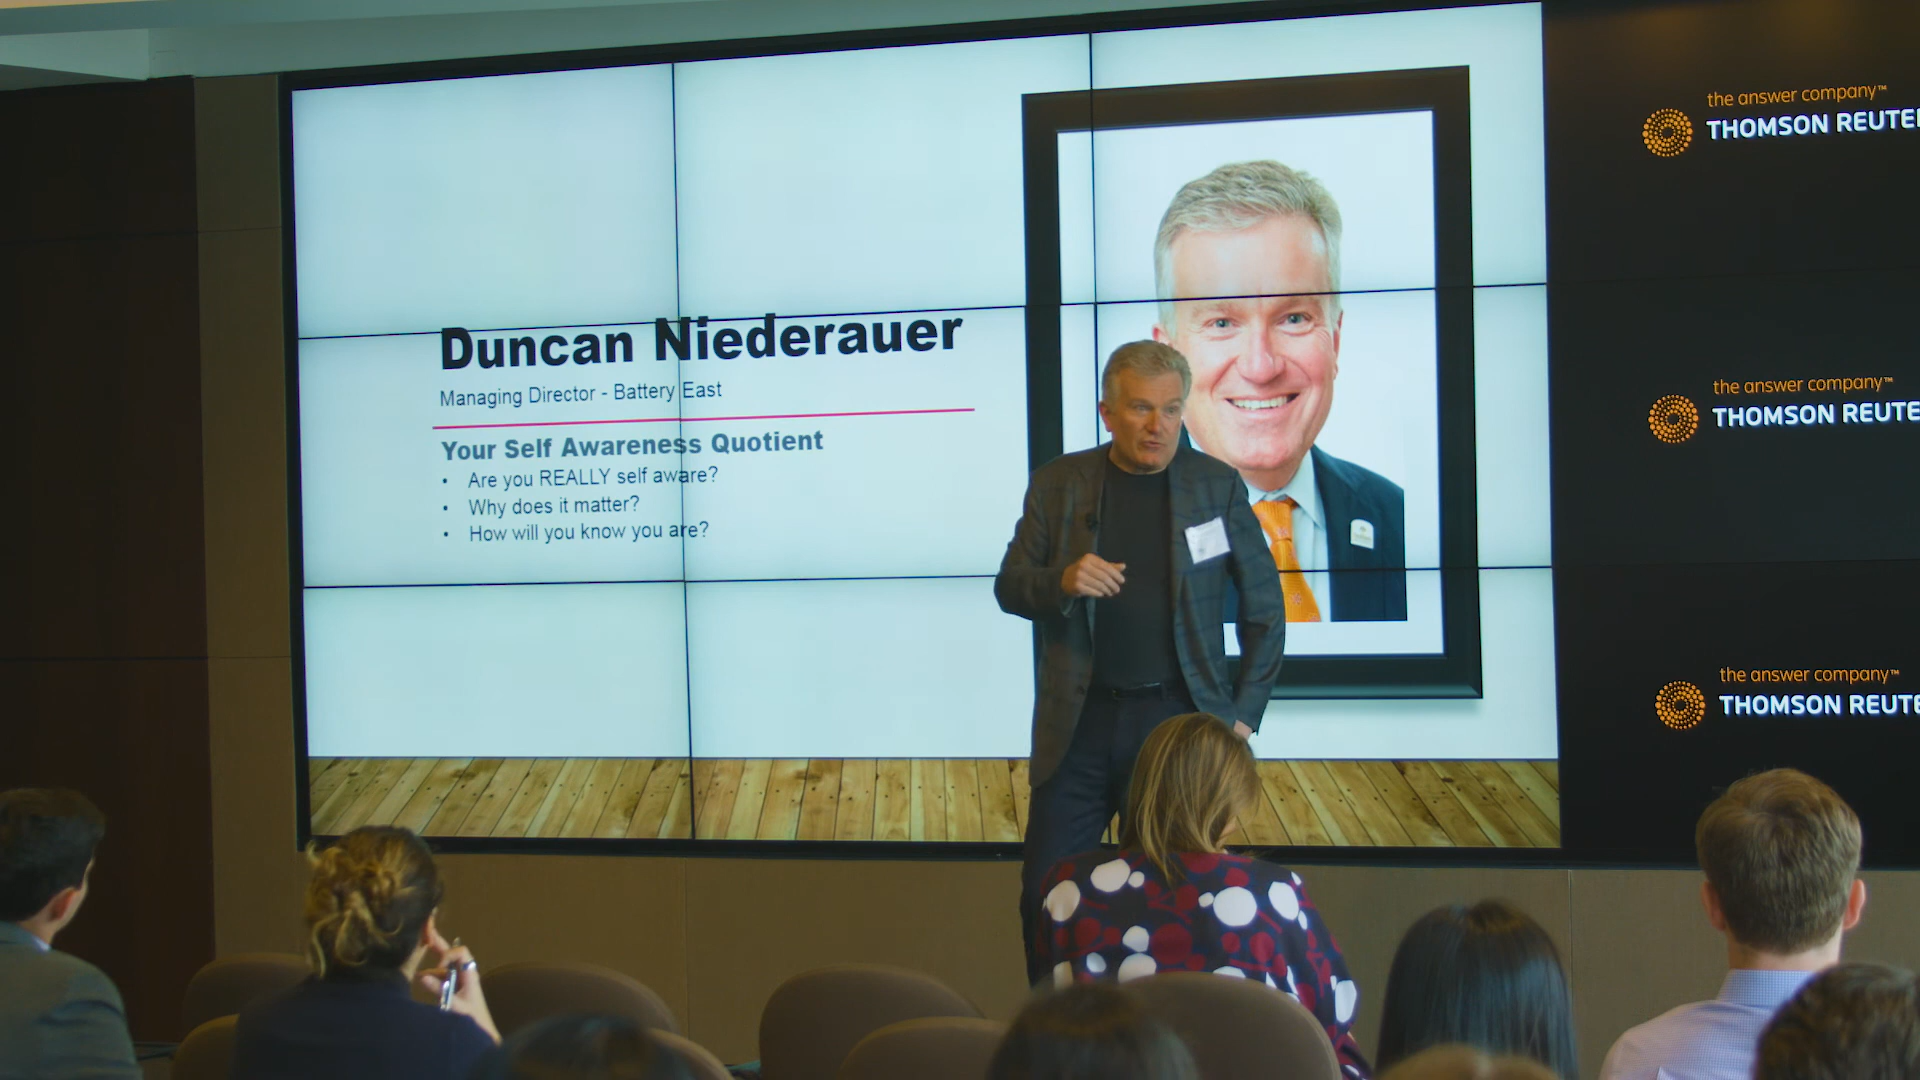 Duncan Niederauer
Managing Director - Battery East
Your Self Awareness Quotient
• Are you REALLY self aware?
• Why does it matter?
• How will you know you are?
the answer company™
THOMSON REUTE
the answer company™
THOMSON REUTE
the answer company™
THOMSON REUTE